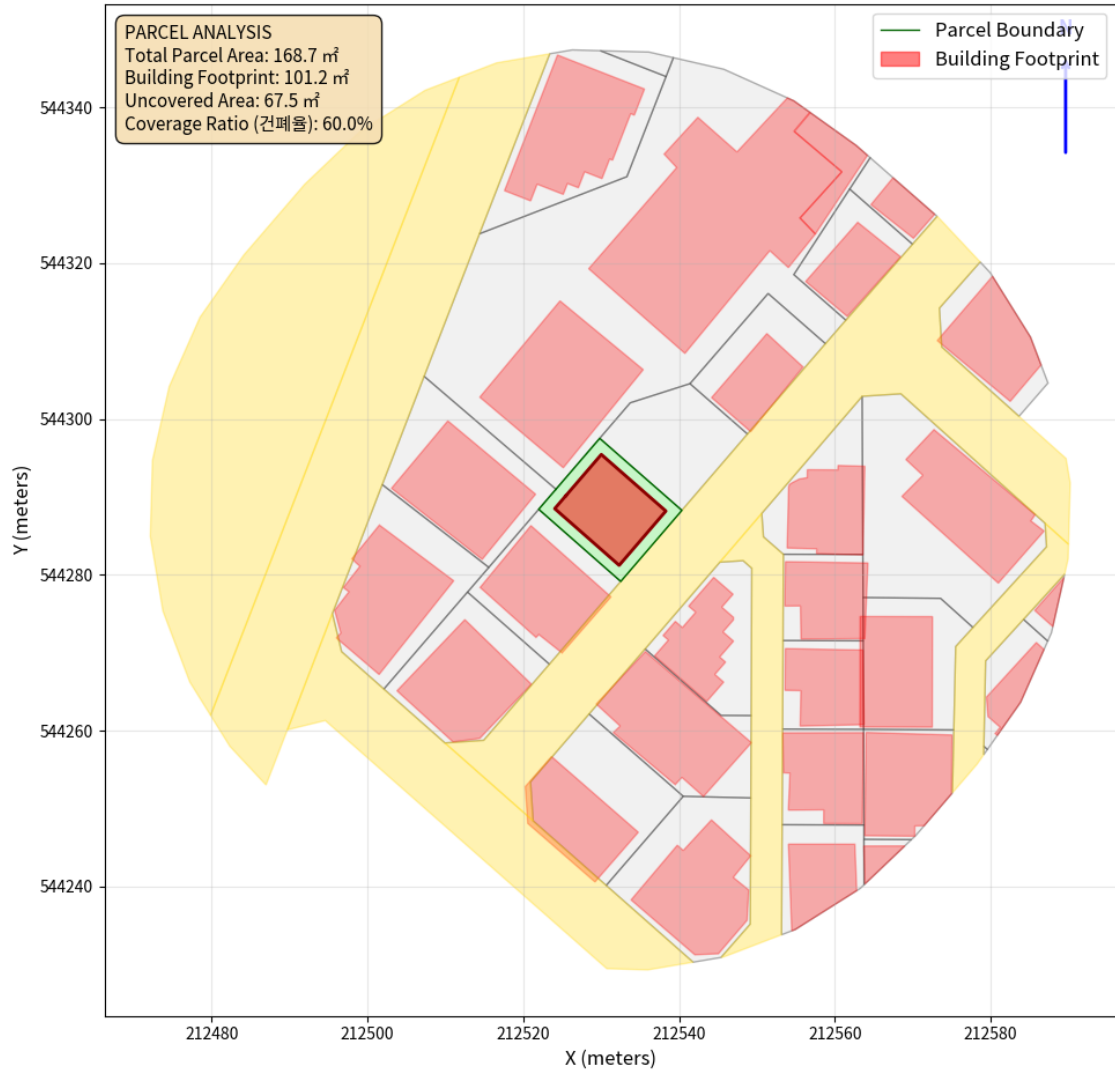 PARCEL ANALYSIS
Total Parcel Area: 168.7 ㎡
Building Footprint: 101.2 ㎡
Uncovered Area: 67.5 ㎡
Coverage Ratio (건폐율): 60.0%
Parcel Boundary
Building Footprint
N
544340
544320
544300
544280
544260
544240
Y (meters)
212480
212500
212520
212540
212560
212580
X (meters)